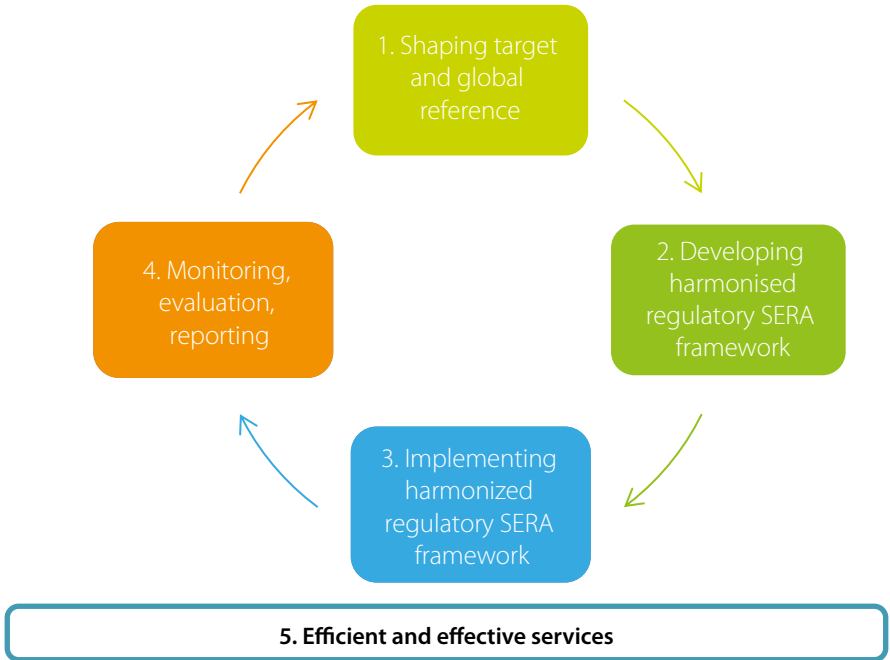 1. Shaping target
and global
reference
2. Developing
harmonised
regulatory SERA
framework
3. Implementing
harmonized
regulatory SERA
framework
4. Monitoring,
evaluation,
reporting
5. Efficient and effective services